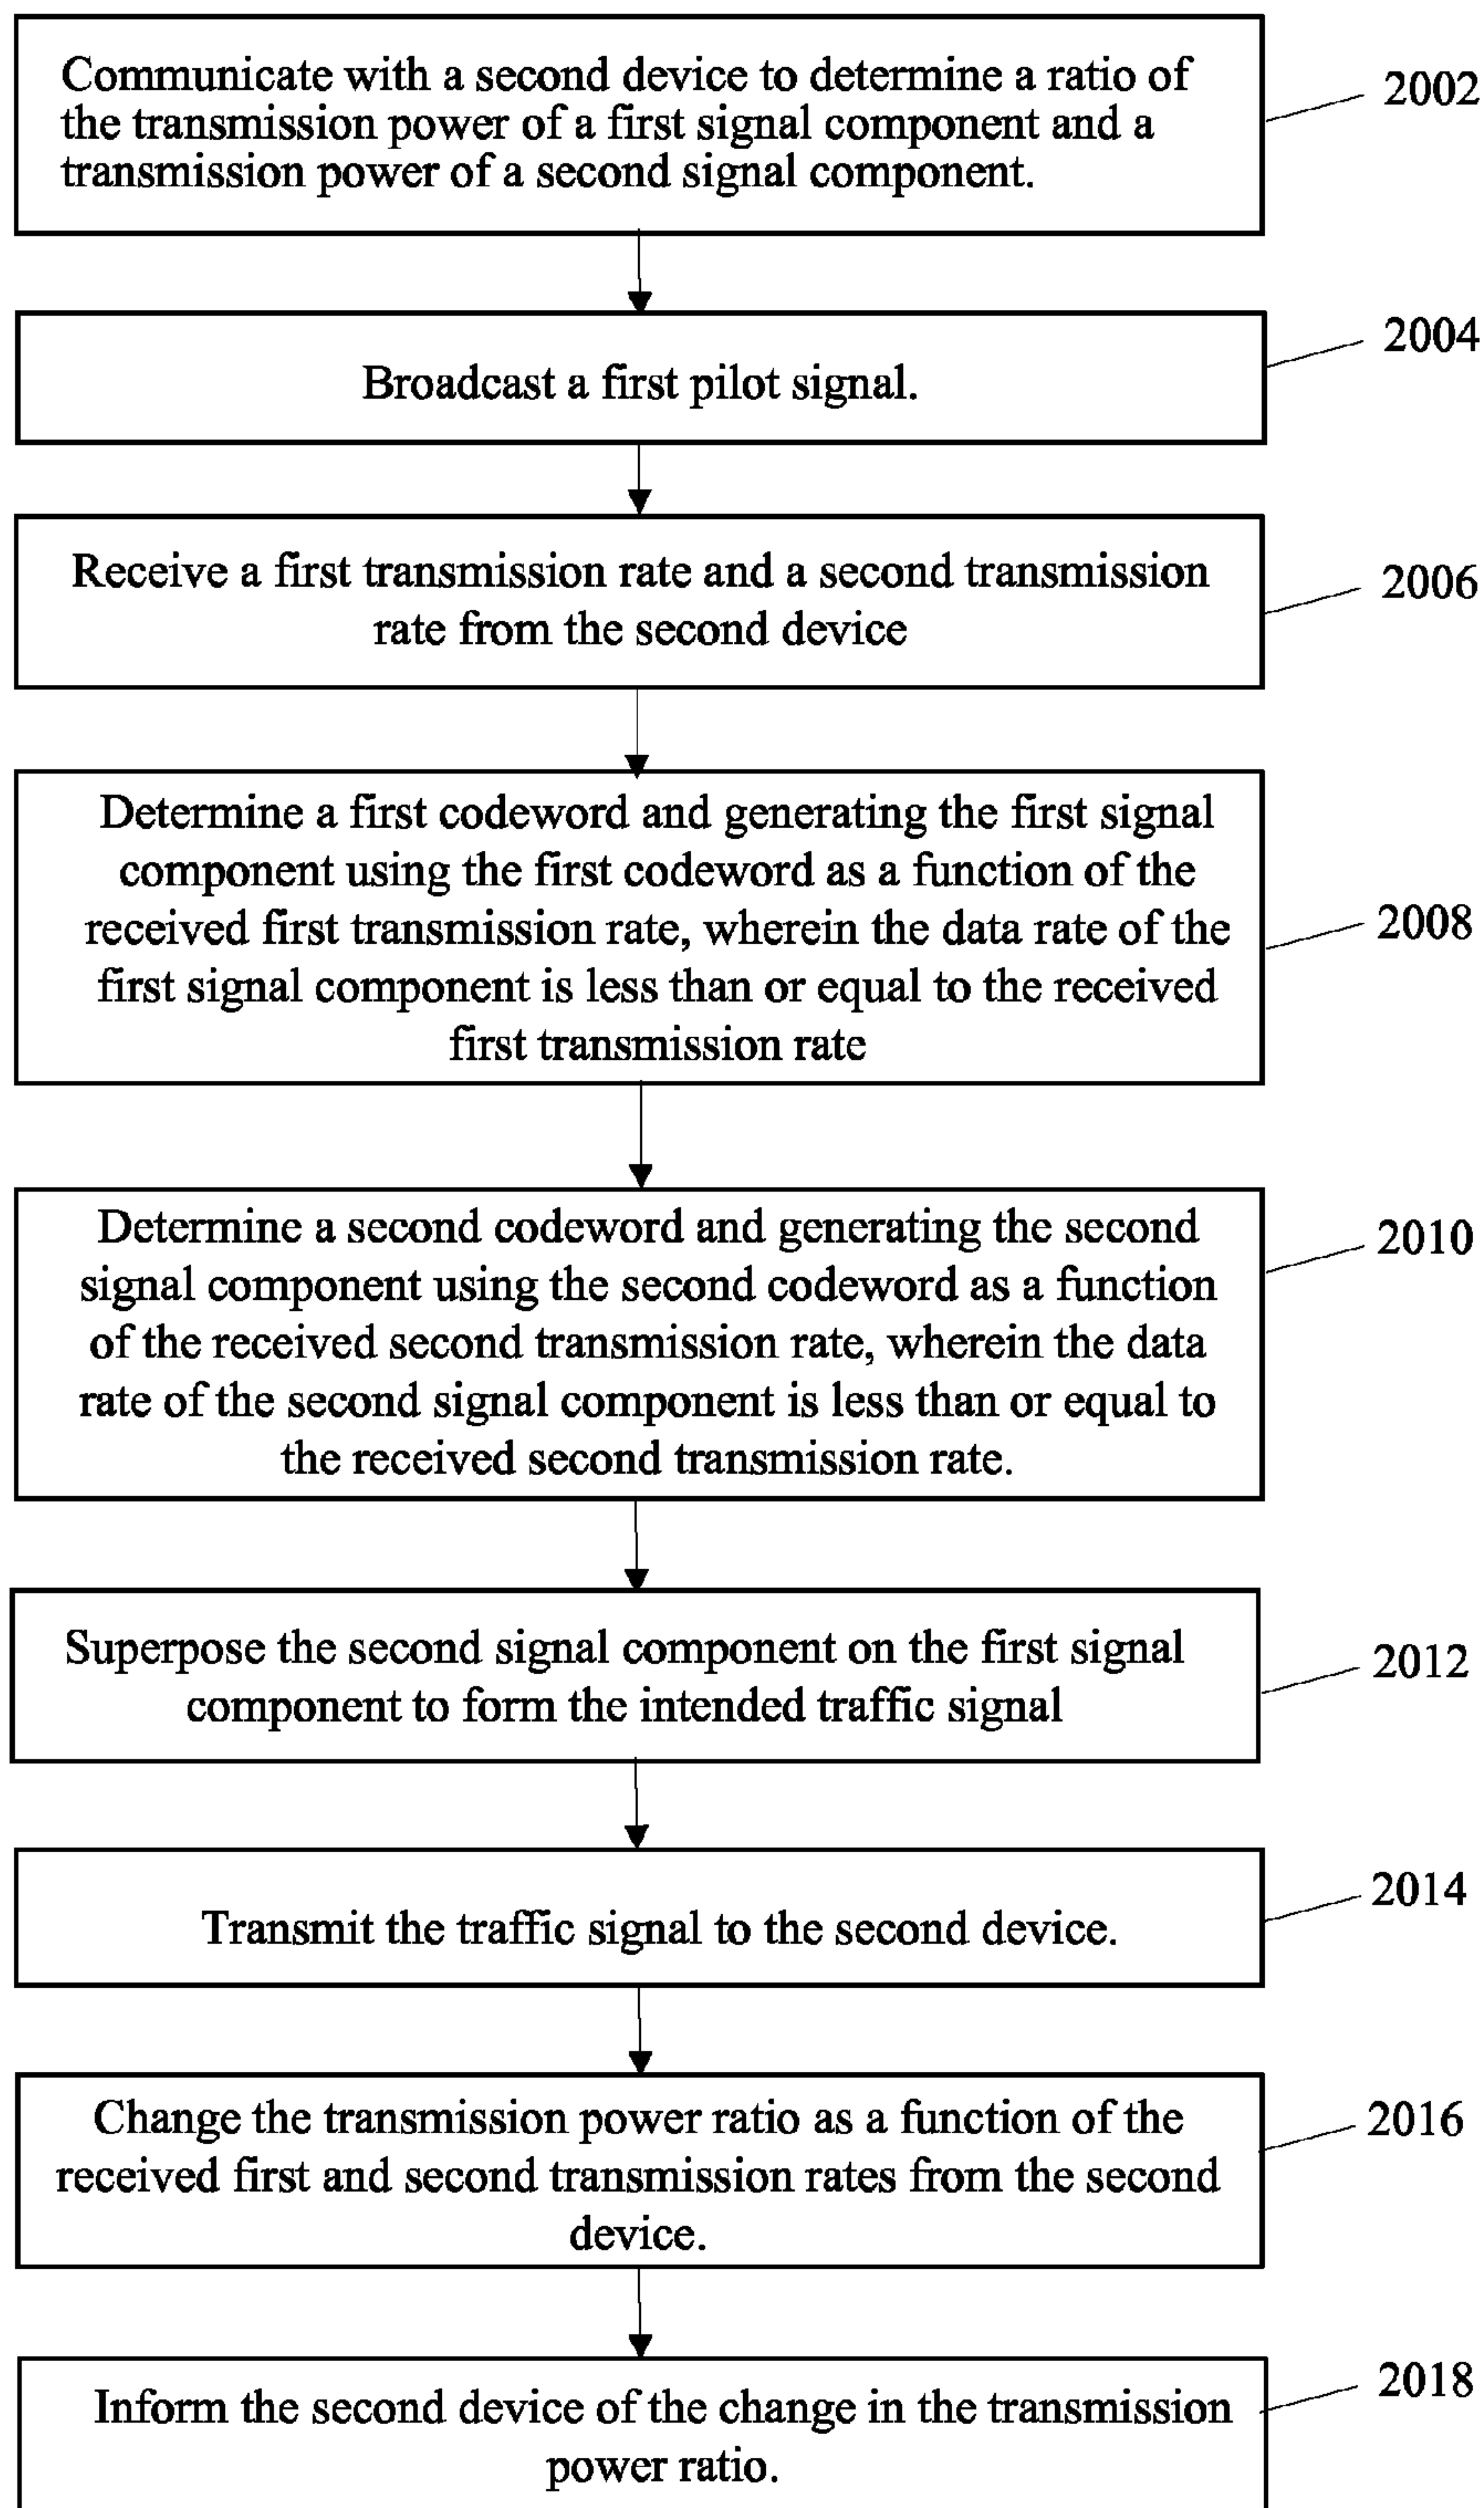 Communicate with a second device to determine a ratio of
the transmission power of a first signal component and a
transmission power of a second signal component.
2002
Broadcast a first pilot signal.
2004
Receive a first transmission rate and a second transmission
rate from the second device
2006
Determine a first codeword and generating the first signal
component using the first codeword as a function of the
received first transmission rate, wherein the data rate of the
first signal component is less than or equal to the received
first transmission rate
2008
Determine a second codeword and generating the second
signal component using the second codeword as a function
of the received second transmission rate, wherein the data
rate of the second signal component is less than or equal to
the received second transmission rate.
2010
Superpose the second signal component on the first signal
component to form the intended traffic signal
2012
Transmit the traffic signal to the second device.
2014
Change the transmission power ratio as a function of the
received first and second transmission rates from the second
device.
2016
Inform the second device of the change in the transmission
power ratio.
2018